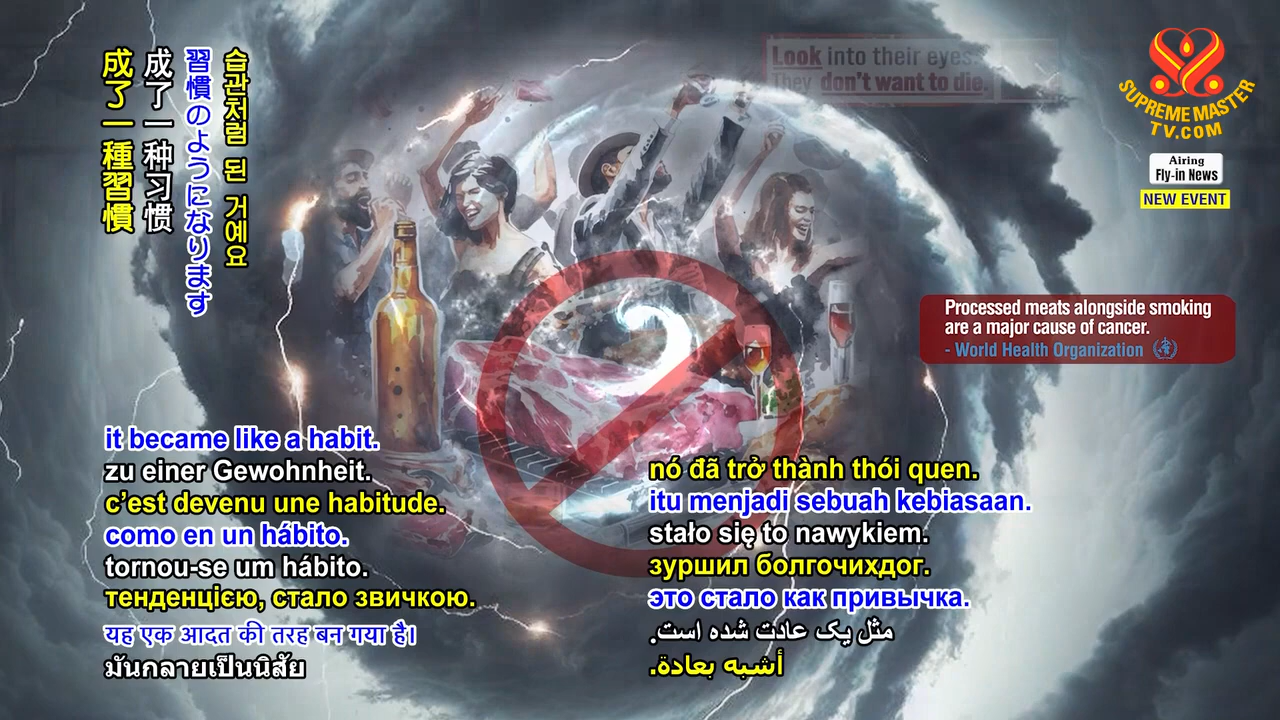 成了一種習慣
成了一种习惯
習慣のようになります
습관처럼 된 거예요
Look into their eyes.
They don't want to die.
SUPREME MASTER
TV.COM
Airing
Fly-in News
NEW EVENT
Processed meats alongside smoking
are a major cause of cancer.
- World Health Organization
it became like a habit.
zu einer Gewohnheit.
c’est devenu une habitude.
como en un hábito.
tornou-se um hábito.
тенденцією, стало звичкою.
यह एक आदत की तरह बन गया है।
มันกลายเป็นนิสัย
nó đã trở thành thói quen.
itu menjadi sebuah kebiasaan.
stało się to nawykiem.
зуршил болгочихдог.
это стало как привычка.
مثل یک عادت شده است.
أشبه بعادة.